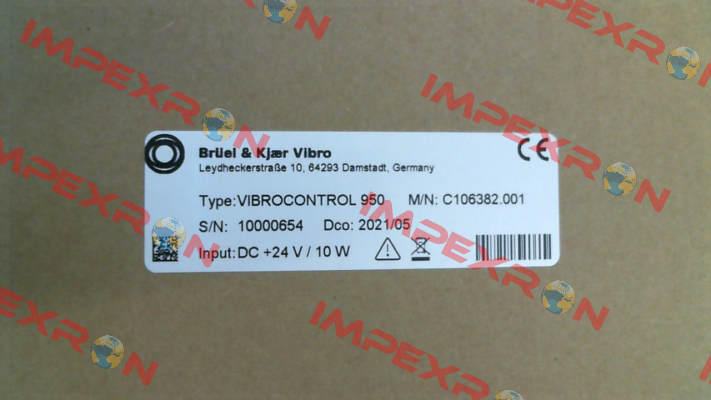 IMPEXRON
IMPEXRON
IMPEXRON
IMPEXRON
Brüel & Kjær Vibro
CE
Leydheckerstraße 10, 64293 Damstadt, Germany
Type: VIBROCONTROL 950 M/N: C106382.001
S/N: 10000654 Dco: 2021/05
Input: DC +24 V / 10 W
IMPEXRON
IMPEXRON
IMPEXRON
IMPEXRON